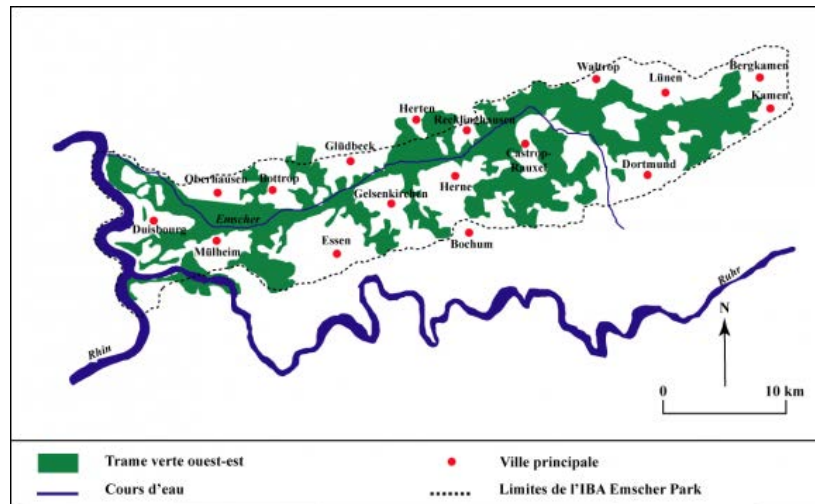 Waltrop
Lünen
Bergkamen
Kamen
Herten
Recklinghausen
Glüdbeck
Castrop-
Rauxel
Dortmund
Oberhausen
Bottrop
Gelsenkirchen
Herne
Emscher
Duisbourg
Mülheim
Essen
Bochum
Ruhr
Rhin
N
0
10 km
Trame verte ouest-est
Ville principale
Cours d'eau
Limites de l'IBA Emscher Park